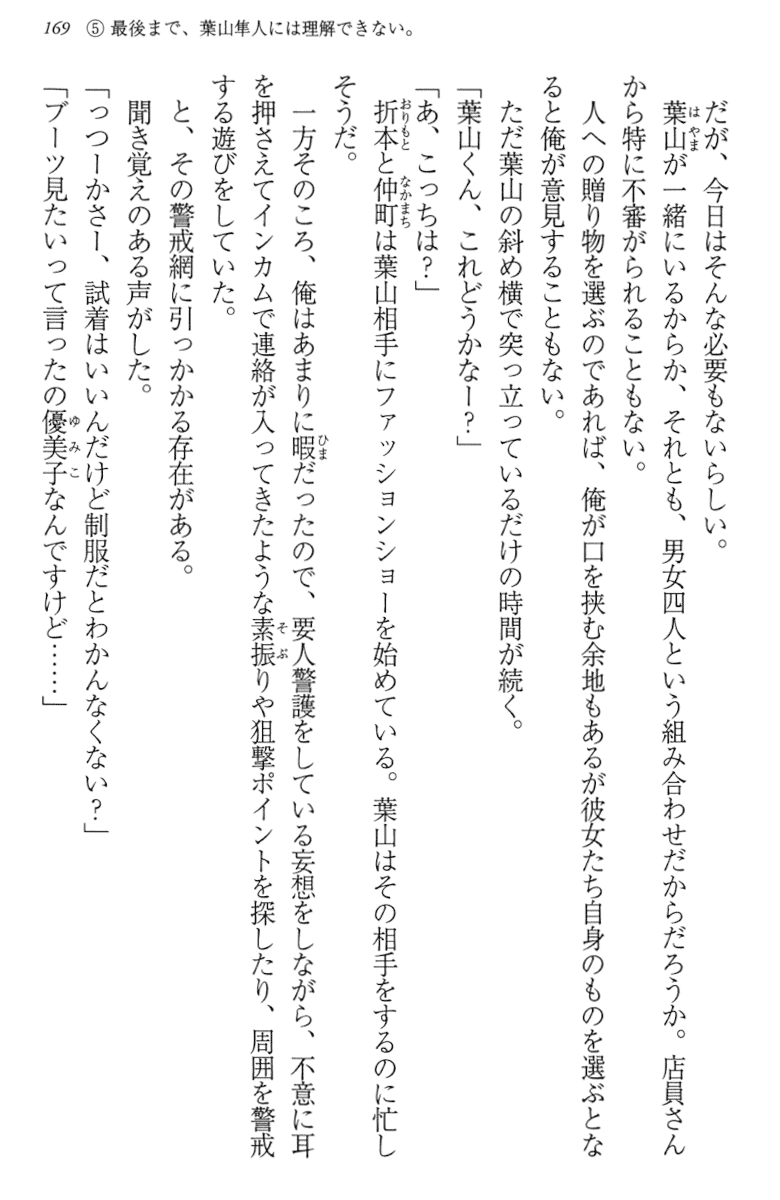 169 ⑤ 最後まで、葉山隼人には理解できない。
だが、今日はそんな必要もないらしい。
葉山が一緒にいるからか、それとも、男女四人という組み合わせだからだろうか。店員さん
から特に不審がられることもない。
人への贈り物を選ぶのであれば、俺が口を挟む余地もあるが彼女たち自身のものを選ぶとな
ると俺が意見することもない。
ただ葉山の斜め横で突っ立っているだけの時間が続く。
「葉山くん、これどうかなー？」
「あ、こっちは？」
折本と仲町は葉山相手にファッションショーを始めている。葉山はその相手をするのに忙し
そうだ。
一方そのころ、俺はあまりに暇だったので、要人警護をしている妄想をしながら、不意に耳
を押さえてインカムで連絡が入ってきたような素振りや狙撃ポイントを探したり、周囲を警戒
する遊びをしていた。
と、その警戒網に引っかかる存在がある。
聞き覚えのある声がした。
「っつーかさー、試着はいいんだけど制服だとわかんなくない？」
「ブーツ見たいって言ったの優美子なんですけど……」